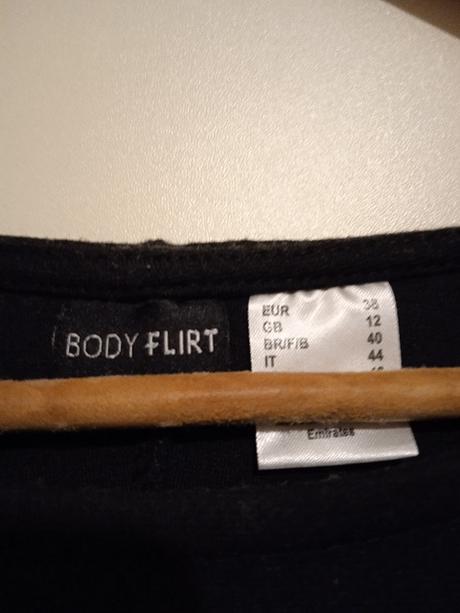 BODY FLIRT
EUR 38
GB 12
BR/F/B 40
IT 44
Emirates